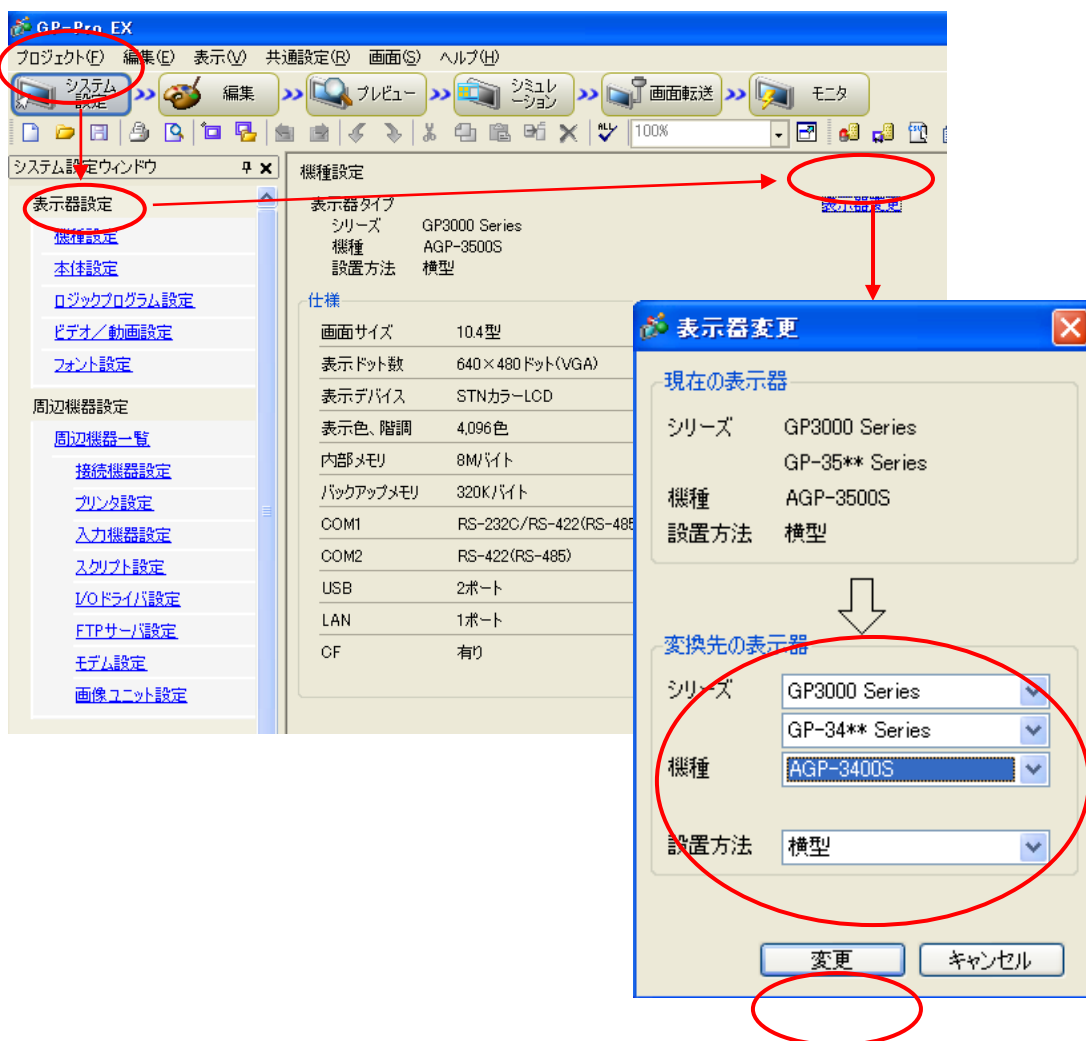 GP-Pro EX
プロジェクト(F) 編集(E) 表示(V) 共通設定(R) 画面(S) ヘルプ(H)
システム設定 >> 編集 >> プレビュー >> シミュレーション >> 画面転送 >> モニタ
100%
システム設定ウィンドウ
表示器設定
機種設定
本体設定
ロジックプログラム設定
ビデオ／動画設定
フォント設定
周辺機器設定
周辺機器一覧
接続機器設定
プリンタ設定
入力機器設定
スクリプト設定
I/Oドライバ設定
FTPサーバ設定
モデム設定
画像ユニット設定
機種設定
表示器タイプ
表示器変更
シリーズ GP3000 Series
機種 AGP-3500S
設置方法 横型
仕様
画面サイズ 10.4型
表示ドット数 640×480ドット(VGA)
表示デバイス STNカラーLCD
表示色、階調 4,096色
内部メモリ 8Mバイト
バックアップメモリ 320Kバイト
COM1 RS-232C/RS-422(RS-485
COM2 RS-422(RS-485)
USB 2ポート
LAN 1ポート
CF 有り
表示器変更
現在の表示器
シリーズ GP3000 Series
GP-35** Series
機種 AGP-3500S
設置方法 横型
変換先の表示器
シリーズ GP3000 Series
GP-34** Series
機種 AGP-3400S
設置方法 横型
変更 キャンセル